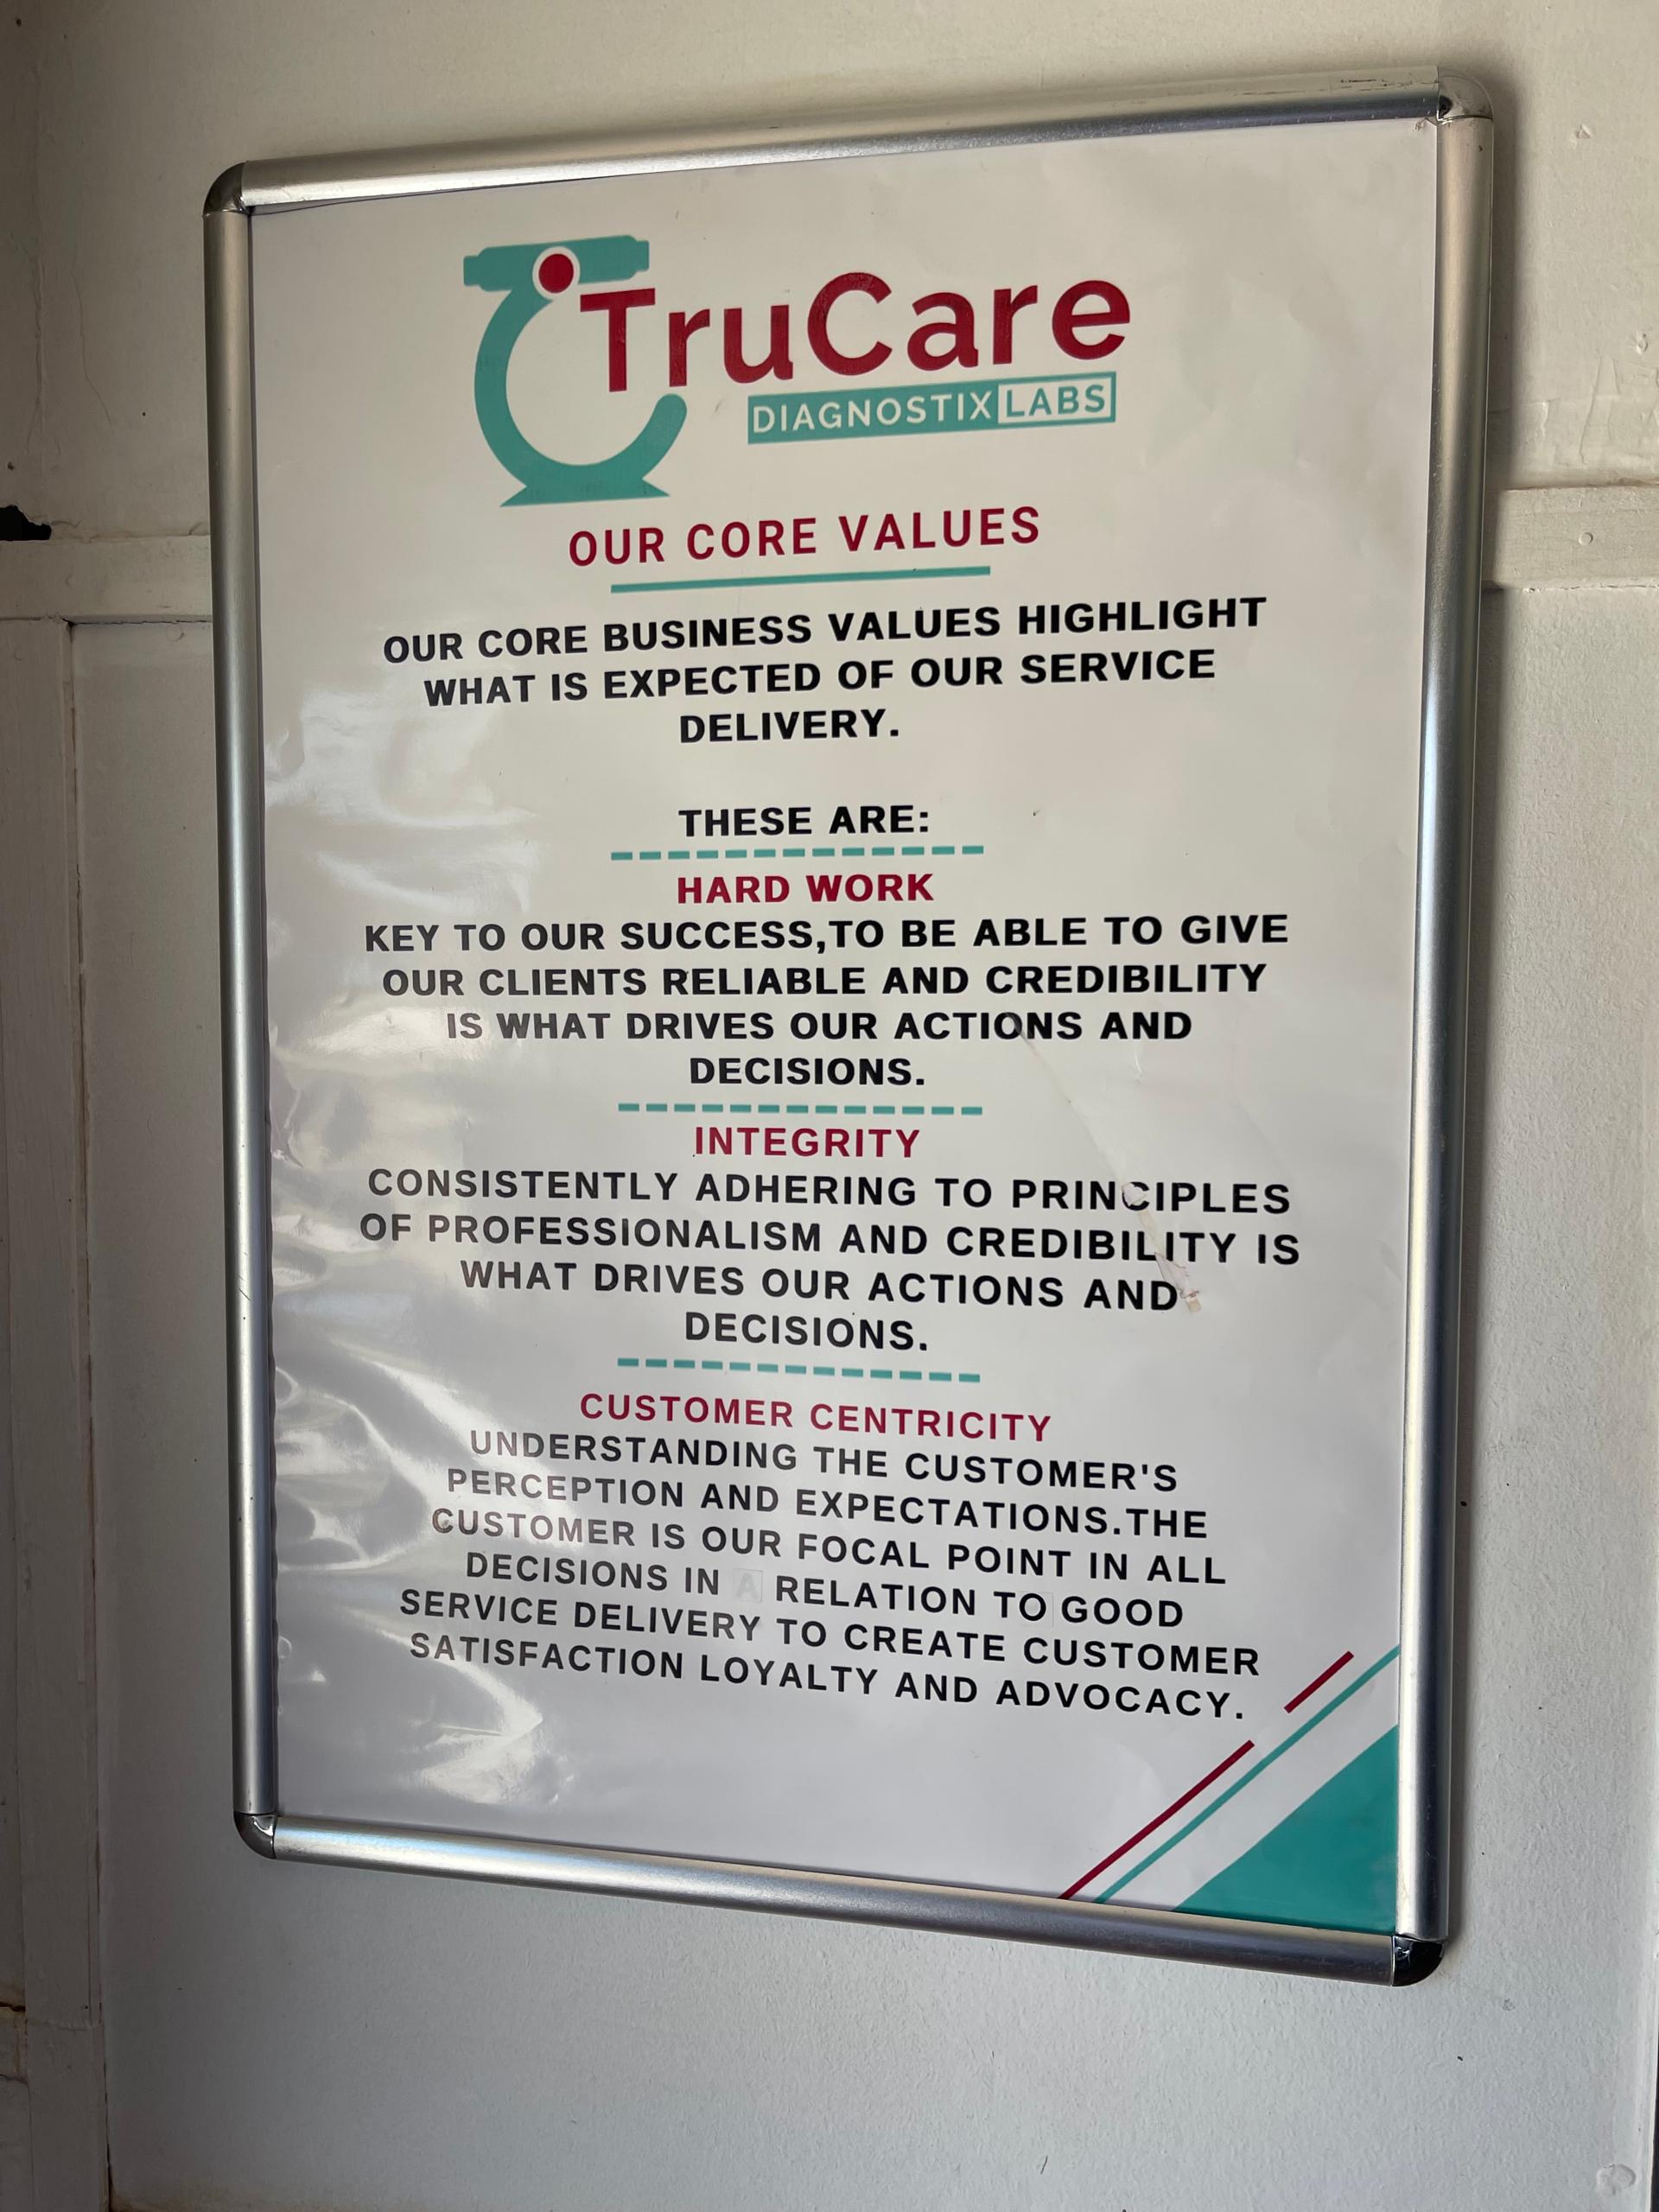 TruCare
DIAGNOSTIX LABS
OUR CORE VALUES
OUR CORE BUSINESS VALUES HIGHLIGHT
WHAT IS EXPECTED OF OUR SERVICE
DELIVERY.
THESE ARE:
HARD WORK
KEY TO OUR SUCCESS,TO BE ABLE TO GIVE
OUR CLIENTS RELIABLE AND CREDIBILITY
IS WHAT DRIVES OUR ACTIONS AND
DECISIONS.
INTEGRITY
CONSISTENTLY ADHERING TO PRINCIPLES
OF PROFESSIONALISM AND CREDIBILITY IS
WHAT DRIVES OUR ACTIONS AND
DECISIONS.
CUSTOMER CENTRICITY
UNDERSTANDING THE CUSTOMER'S
PERCEPTION AND EXPECTATIONS.THE
CUSTOMER IS OUR FOCAL POINT IN ALL
DECISIONS IN A RELATION TO GOOD
SERVICE DELIVERY TO CREATE CUSTOMER
SATISFACTION LOYALTY AND ADVOCACY.